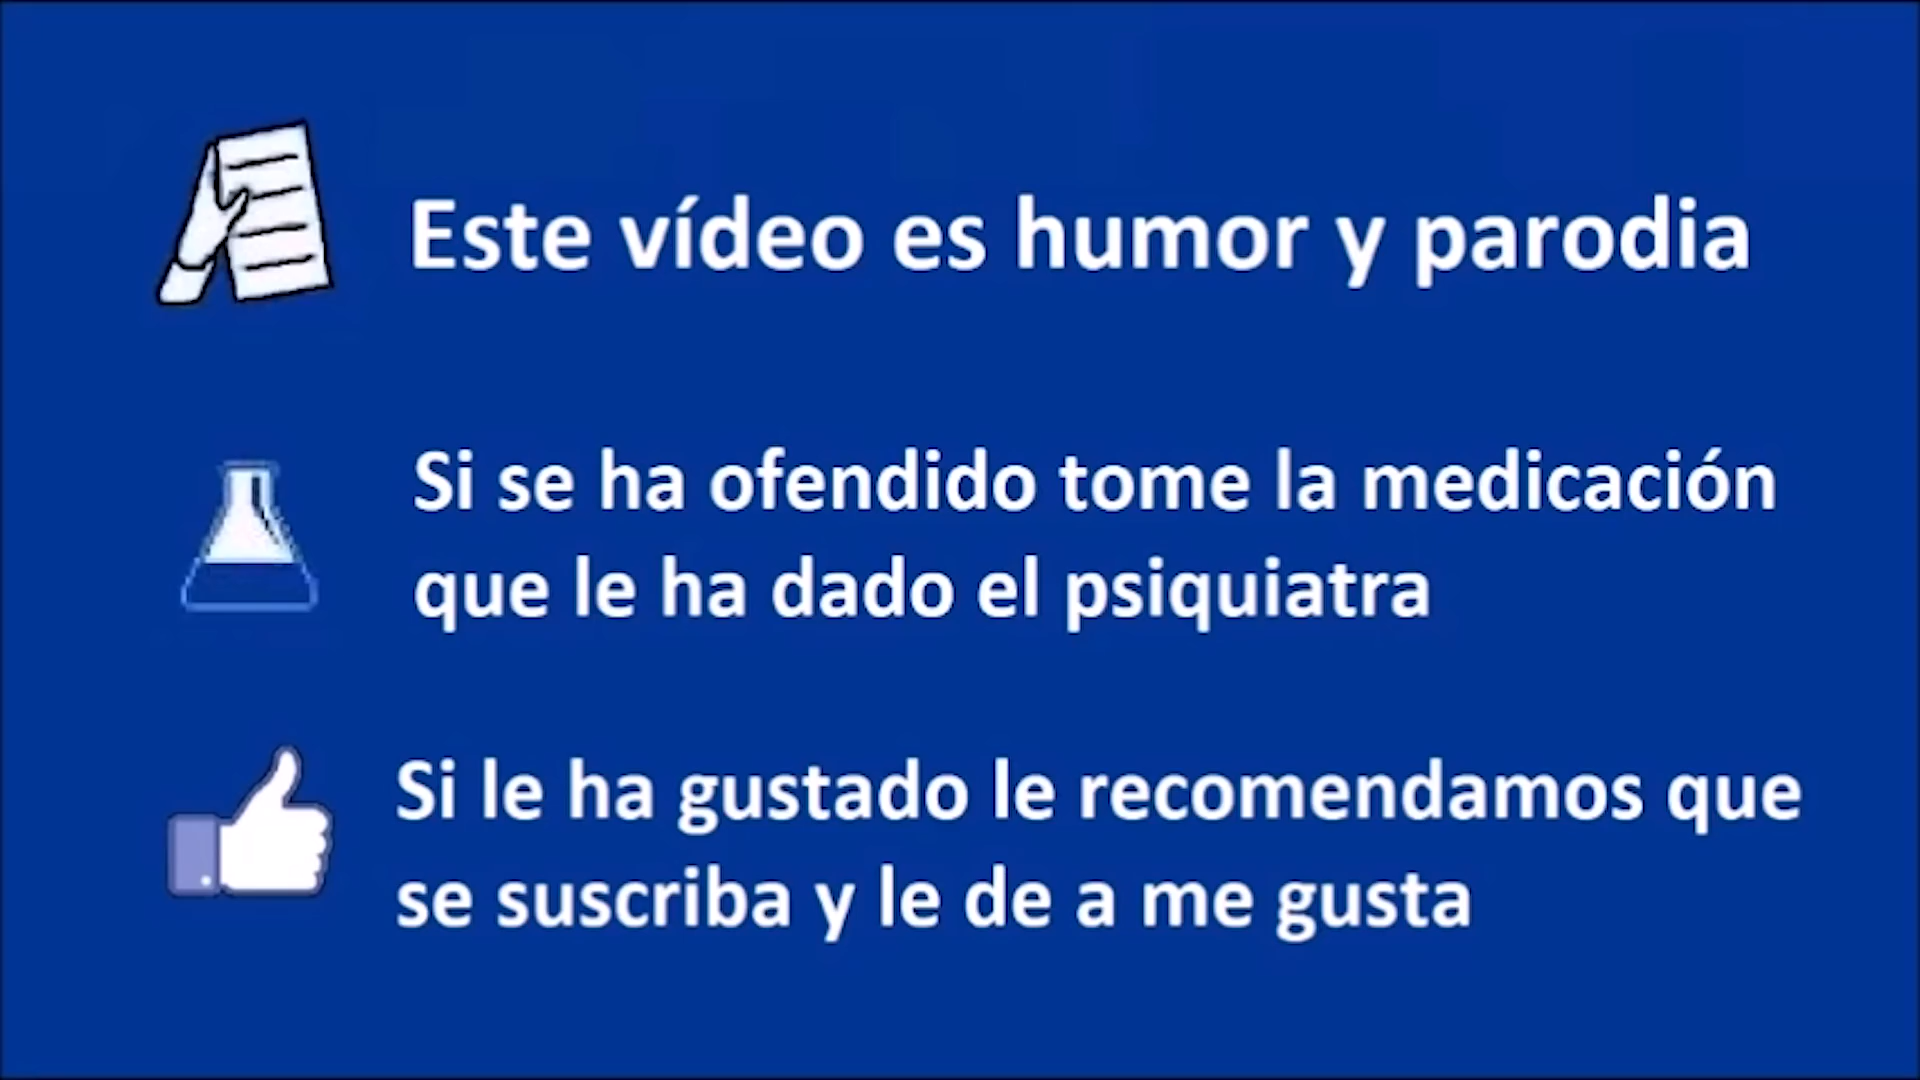 Este vídeo es humor y parodia
Si se ha ofendido tome la medicación
que le ha dado el psiquiatra
Si le ha gustado le recomendamos que
se suscriba y le de a me gusta